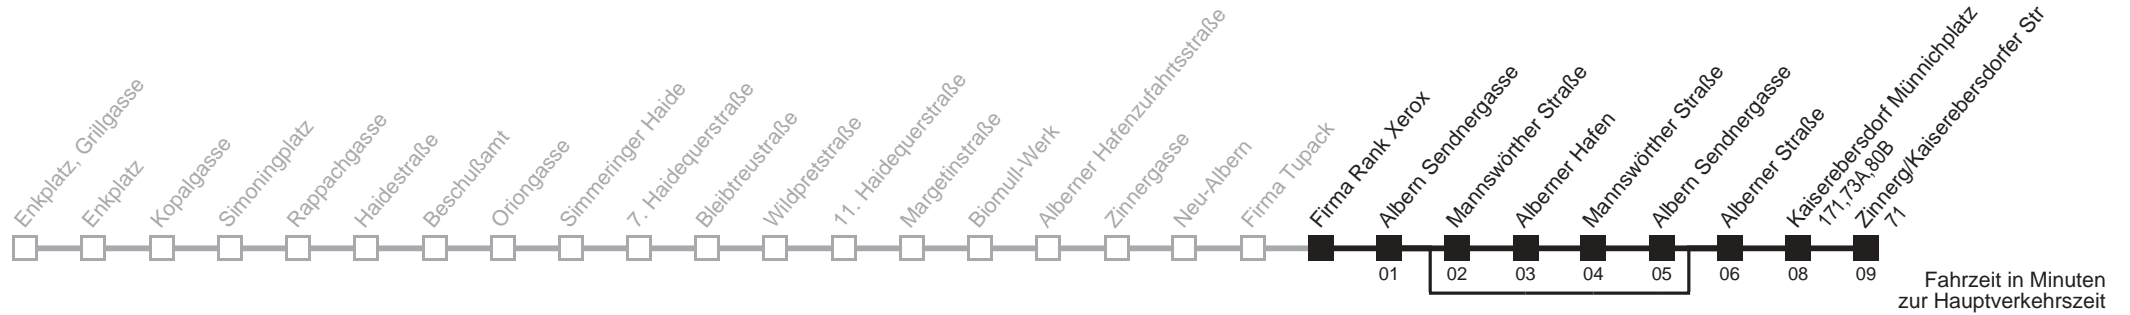 Enkplatz, Grillgasse
Enkplatz
Kopalgasse
Simoningplatz
Rappachgasse
Haidestraße
Beschußamt
Oriongasse
Simmeringer Haide
7. Haidequerstraße
Bleibtreustraße
Wildpretstraße
11. Haidequerstraße
Margetinstraße
Biomull-Werk
Alberner Hafenzufahrtsstraße
Zinnergasse
Neu-Albern
Firma Tupack
Firma Rank Xerox
Albern Sendnergasse
Mannswörther Straße
Alberner Hafen
Mannswörther Straße
Albern Sendnergasse
Alberner Straße
Kaiserebersdorf Münnichplatz
171,73A,80B
Zinnerg/Kaiserebersdorfer Str
71
01 02 03 04 05 06 08 09
Fahrzeit in Minuten
zur Hauptverkehrszeit